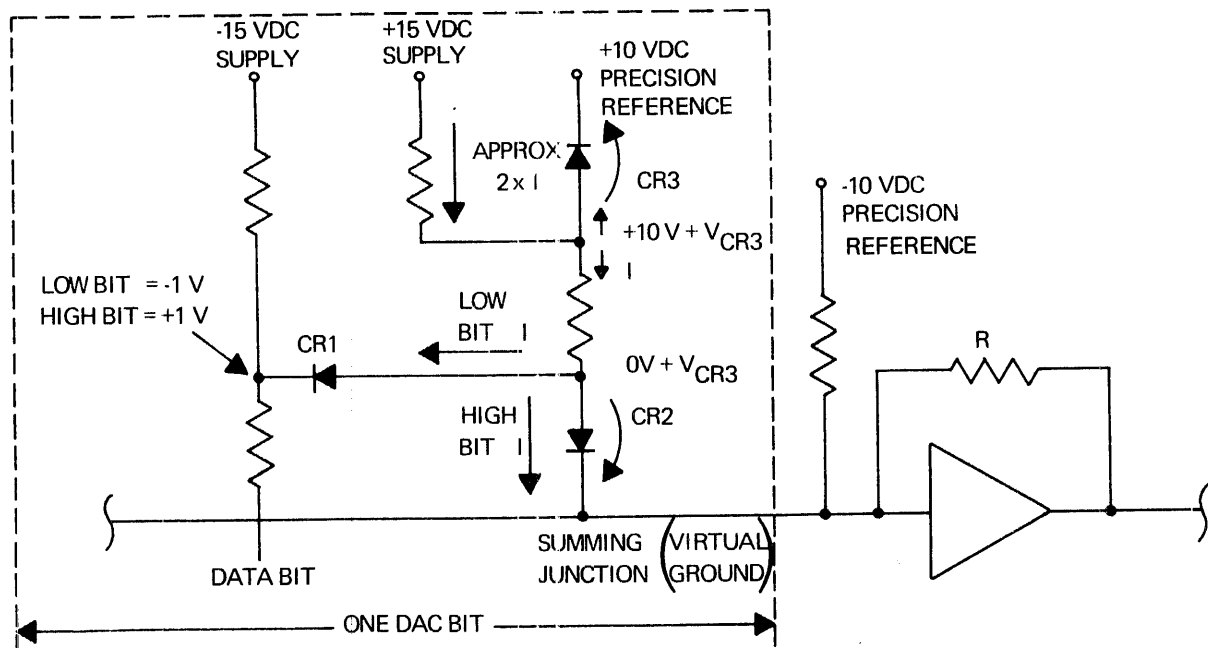 -15 VDC
SUPPLY
+15 VDC
SUPPLY
+10 VDC
PRECISION
REFERENCE
APPROX
2 x I
CR3
+10 V + VCR3
I
-10 VDC
PRECISION
REFERENCE
LOW BIT = -1 V
HIGH BIT = +1 V
LOW
BIT I
CR1
0V + VCR3
HIGH
BIT I
CR2
R
DATA BIT
SUMMING
JUNCTION
(VIRTUAL
GROUND)
ONE DAC BIT